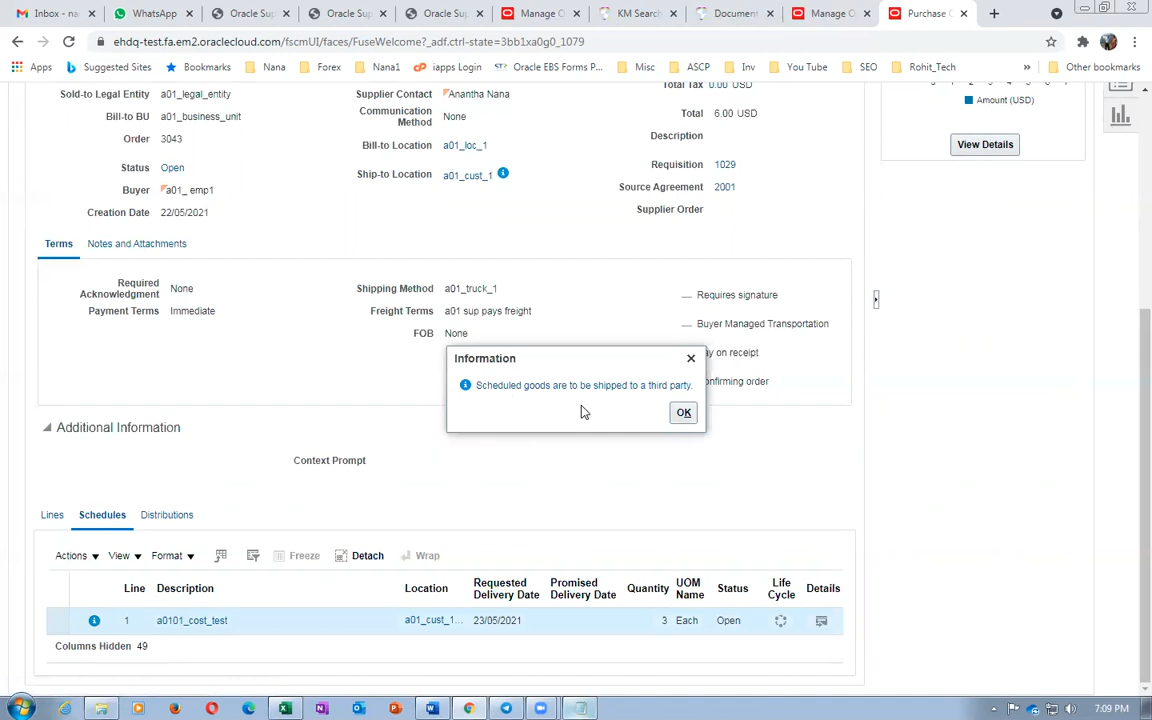 Inbox - nan
WhatsApp
Oracle Sup
Oracle Sup
Oracle Sup
Manage O
KM Search
Document
Manage O
Purchase C
ehdq-test.fa.em2.oraclecloud.com/fscmUI/faces/FuseWelcome?_adf.ctrl-state=3bb1xa0g0_1079
Apps
Suggested Sites
Bookmarks
Nana
Forex
Nana1
iapps Login
Oracle EBS Forms P...
Misc
ASCP
Inv
You Tube
SEO
Rohit_Tech
»
Other bookmarks
Sold-to Legal Entity a01_legal_entity
Bill-to BU a01_business_unit
Order 3043
Status Open
Buyer a01_ emp1
Creation Date 22/05/2021
Supplier Contact Anantha Nana
Communication Method None
Bill-to Location a01_loc_1
Ship-to Location a01_cust_1
Total Tax 0.00 USD
Total 6.00 USD
Description
Requisition 1029
Source Agreement 2001
Supplier Order
Amount (USD)
View Details
Terms Notes and Attachments
Required Acknowledgment None
Payment Terms Immediate
Shipping Method a01_truck_1
Freight Terms a01 sup pays freight
FOB None
Requires signature
Buyer Managed Transportation
ay on receipt
onfirming order
Information
Scheduled goods are to be shipped to a third party.
OK
Additional Information
Context Prompt
Lines Schedules Distributions
Actions View Format Freeze Detach Wrap
Line Description Location Requested Delivery Date Promised Delivery Date Quantity UOM Name Status Life Cycle Details
1 a0101_cost_test a01_cust_1... 23/05/2021 3 Each Open
Columns Hidden 49
7:09 PM